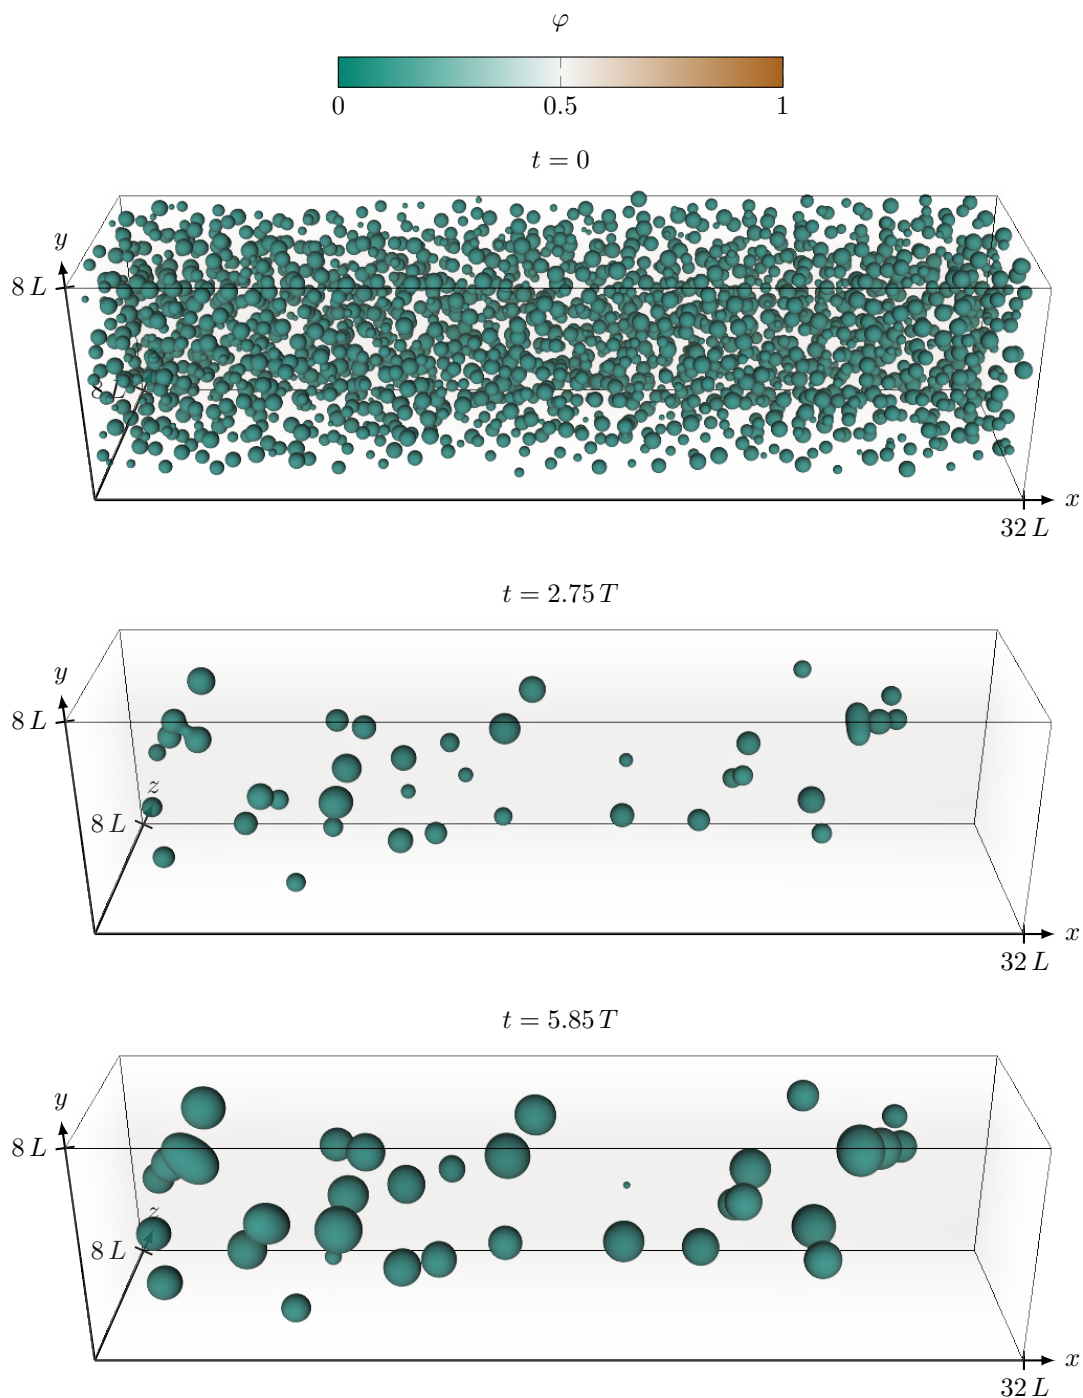 φ
0 0.5 1
t = 0
y
8 L
8 L
x
32 L
t = 2.75 T
y
8 L
z
8 L
x
32 L
t = 5.85 T
y
8 L
z
8 L
x
32 L